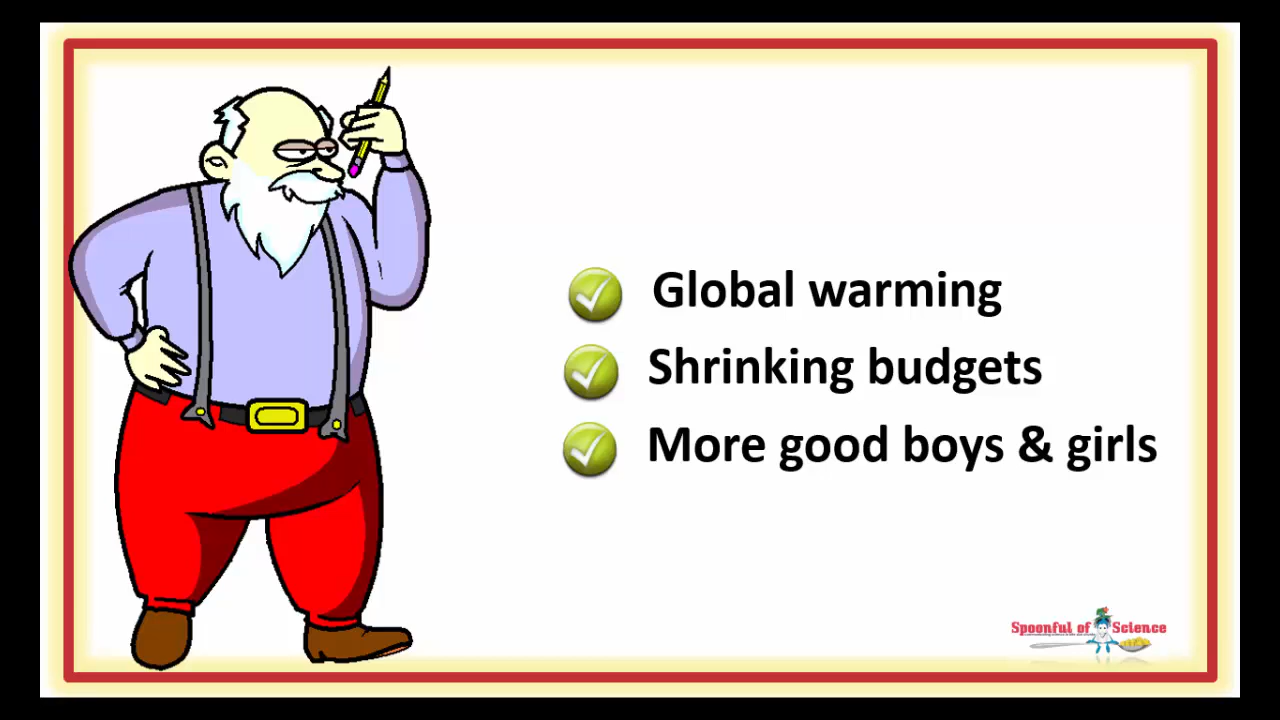 Global warming
Shrinking budgets
More good boys & girls
Spoonful of Science